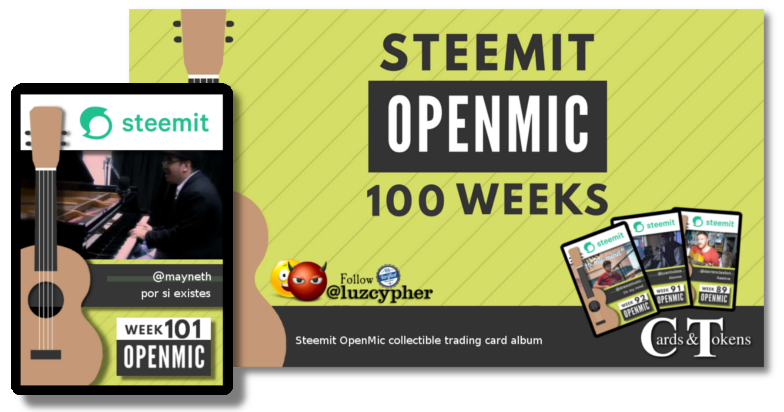 STEEMIT
OPENMIC
100 WEEKS
steemit
@mayneth
por si existes
WEEK 101
OPENMIC
Follow
@luzcypher
Steemit OpenMic collectible trading card album
steemit
WEEK 92
OPENMIC
steemit
WEEK 91
OPENMIC
steemit
WEEK 89
OPENMIC
Cards & Tokens